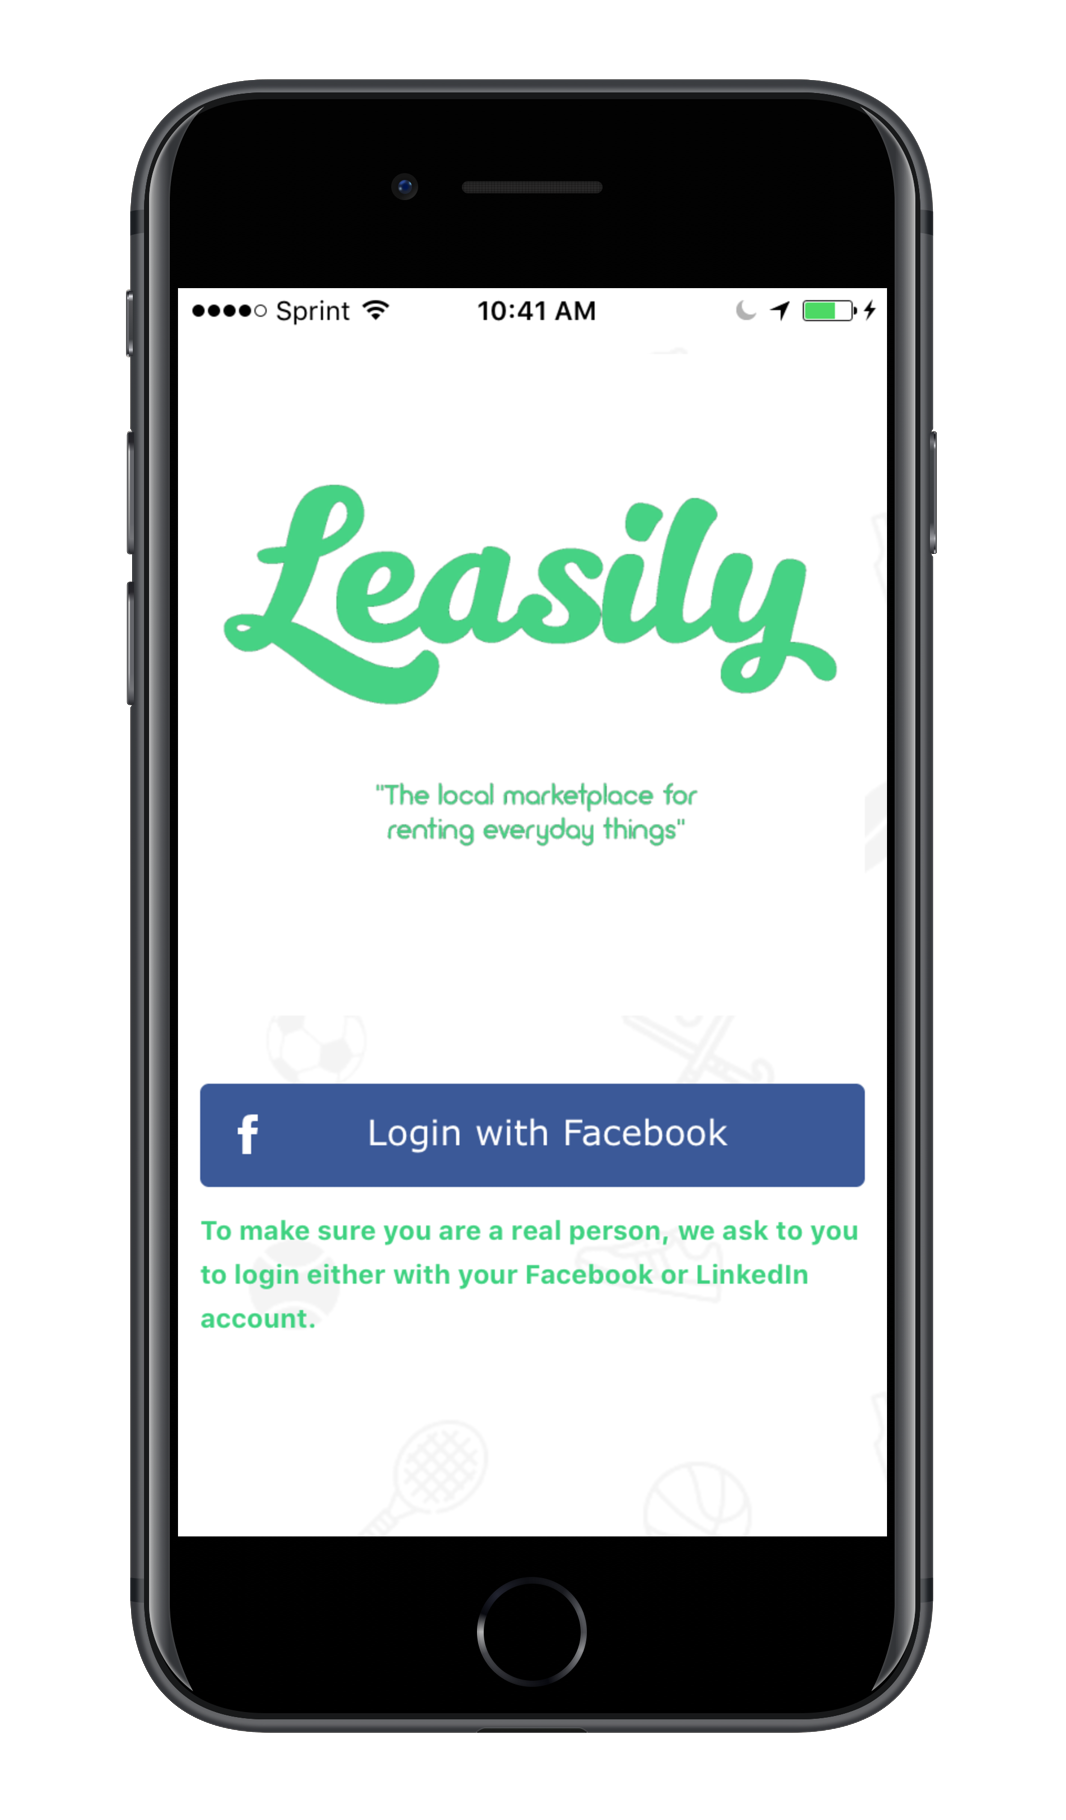 Sprint 10:41 AM
Leasily
"The local marketplace for
renting everyday things"
f Login with Facebook
To make sure you are a real person, we ask to you
to login either with your Facebook or LinkedIn
account.